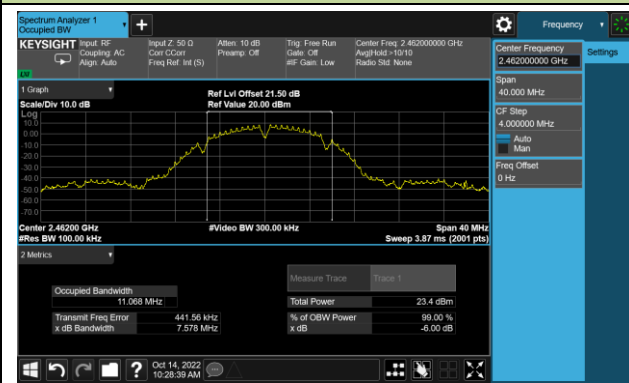 Spectrum Analyzer 1
Occupied BW
+
Frequency
KEYSIGHT
Input: RF
Coupling: AC
Align: Auto
Input Z: 50 Ω
Corr CCorr
Freq Ref: Int (S)
Atten: 10 dB
Preamp: Off
Trig: Free Run
Gate: Off
#IF Gain: Low
Center Freq: 2.462000000 GHz
Avg|Hold:>10/10
Radio Std: None
Center Frequency
2.462000000 GHz
Settings
Span
40.000 MHz
CF Step
4.000000 MHz
Auto
Man
Freq Offset
0 Hz
1 Graph
Scale/Div 10.0 dB
Ref Lvl Offset 21.50 dB
Ref Value 20.00 dBm
Log
10.0
0.00
-10.0
-20.0
-30.0
-40.0
-50.0
-60.0
-70.0
Center 2.46200 GHz
#Video BW 300.00 kHz
Span 40 MHz
#Res BW 100.00 kHz
Sweep 3.87 ms (2001 pts)
2 Metrics
Measure Trace
Trace 1
Occupied Bandwidth
11.068 MHz
Total Power
23.4 dBm
Transmit Freq Error
441.56 kHz
% of OBW Power
99.00 %
x dB Bandwidth
7.578 MHz
x dB
-6.00 dB
?
Oct 14, 2022
10:28:39 AM